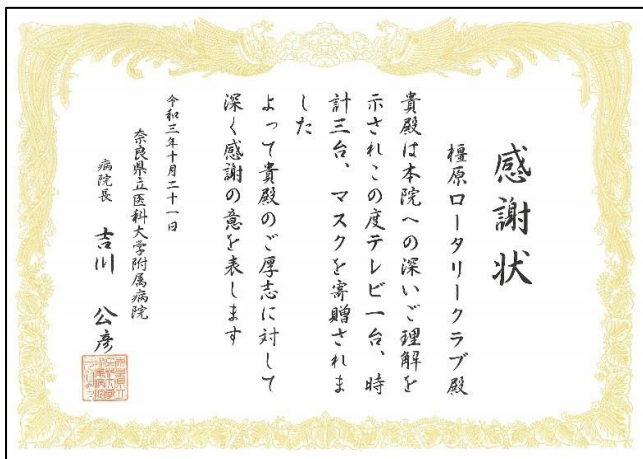 感謝状
橿原ロータリークラブ殿
貴殿は本院への深いご理解を
示されこの度テレビ一台、時
計三台、マスクを寄贈されま
した
よって貴殿のご厚志に対して
深く感謝の意を表します
令和三年十月二十一日
奈良県立医科大学附属病院
病院長 吉川 公彦